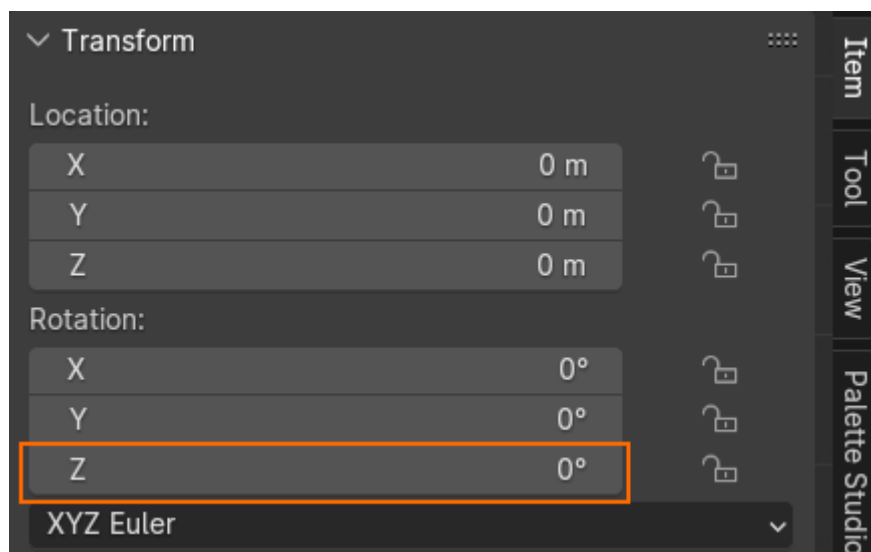 Transform
Location:
X 0 m
Y 0 m
Z 0 m
Rotation:
X 0°
Y 0°
Z 0°
XYZ Euler
Item
Tool
View
Palette Studio